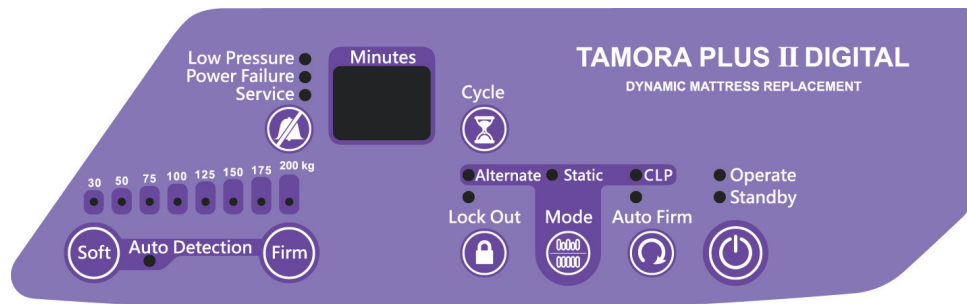 Low Pressure
Power Failure
Service
Minutes
TAMORA PLUS II DIGITAL
DYNAMIC MATTRESS REPLACEMENT
Cycle
30 50 75 100 125 150 175 200 kg
Alternate Static CLP
Operate
Standby
Lock Out Mode Auto Firm
Soft Auto Detection Firm